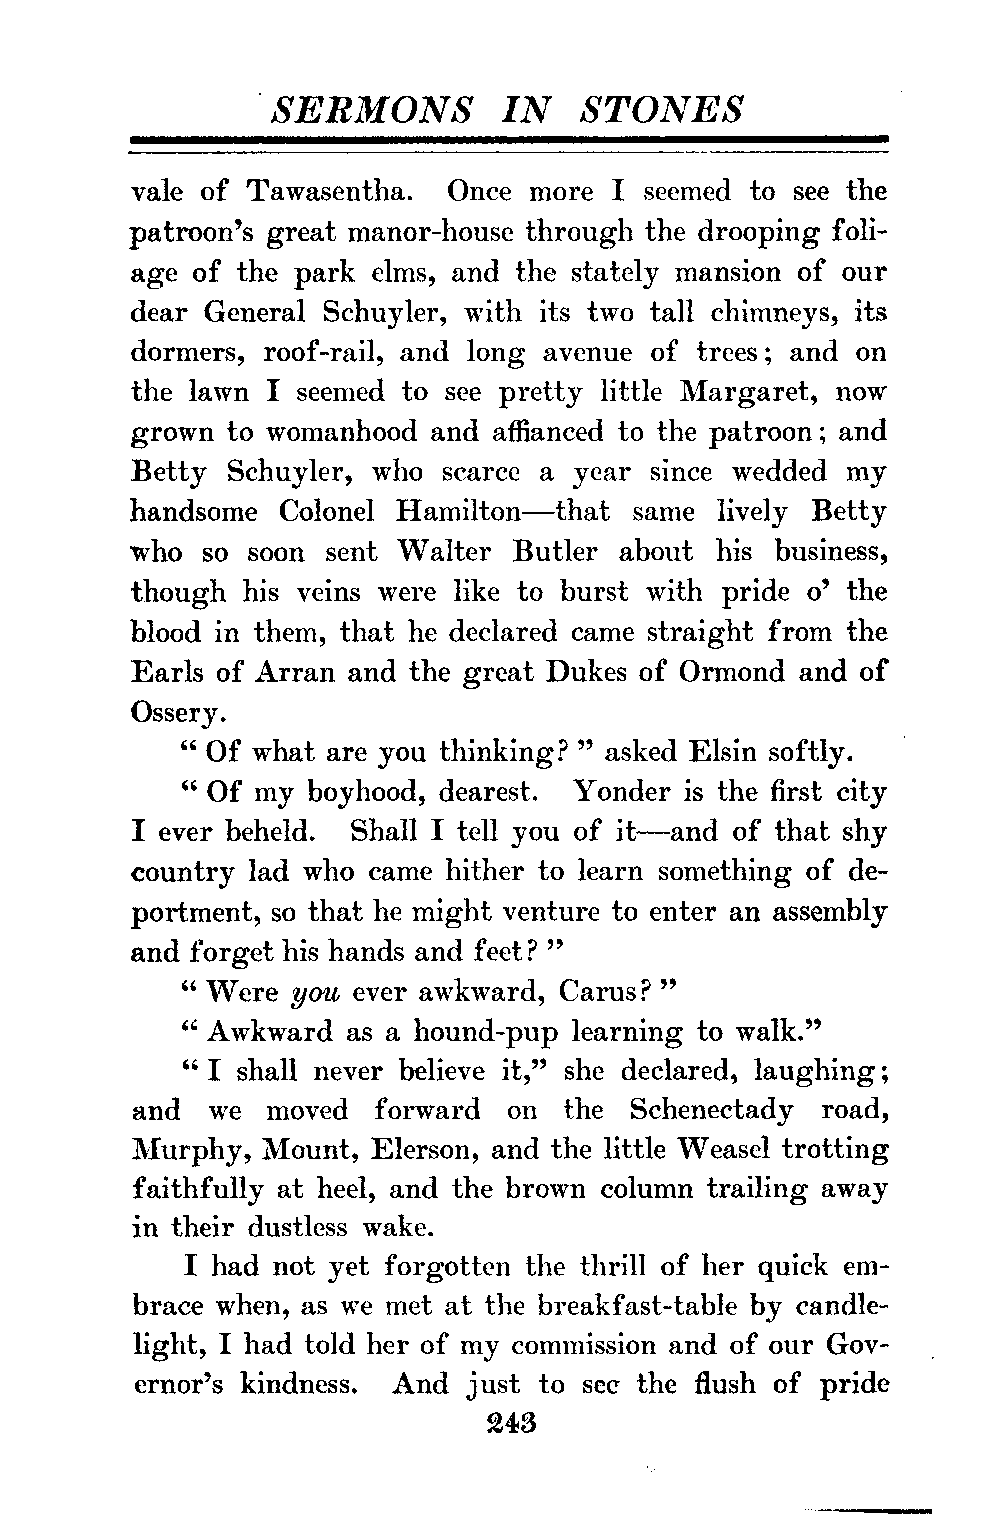 SERMONS IN STONES
vale of Tawasentha. Once more I seemed to see the
patroon's great manor-house through the drooping foli-
age of the park elms, and the stately mansion of our
dear General Schuyler, with its two tall chimneys, its
dormers, roof-rail, and long avenue of trees; and on
the lawn I seemed to see pretty little Margaret, now
grown to womanhood and affianced to the patroon; and
Betty Schuyler, who scarce a year since wedded my
handsome Colonel Hamilton—that same lively Betty
who so soon sent Walter Butler about his business,
though his veins were like to burst with pride o' the
blood in them, that he declared came straight from the
Earls of Arran and the great Dukes of Ormond and of
Ossery.
"Of what are you thinking?" asked Elsin softly.
"Of my boyhood, dearest. Yonder is the first city
I ever beheld. Shall I tell you of it—and of that shy
country lad who came hither to learn something of de-
portment, so that he might venture to enter an assembly
and forget his hands and feet?"
"Were you ever awkward, Carus?"
"Awkward as a hound-pup learning to walk."
"I shall never believe it," she declared, laughing;
and we moved forward on the Schenectady road,
Murphy, Mount, Elerson, and the little Weasel trotting
faithfully at heel, and the brown column trailing away
in their dustless wake.
I had not yet forgotten the thrill of her quick em-
brace when, as we met at the breakfast-table by candle-
light, I had told her of my commission and of our Gov-
ernor's kindness. And just to see the flush of pride
243